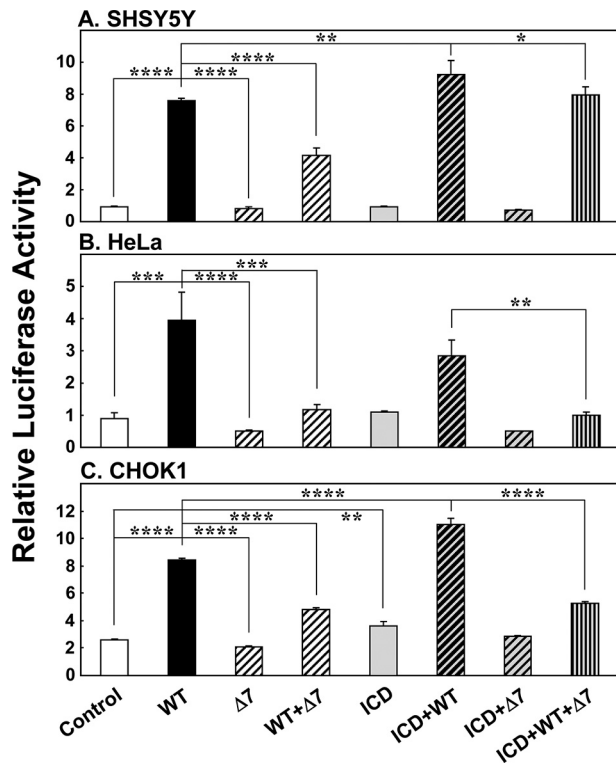 A. SHSY5Y
** *
****
**** ****
10
8
6
4
2
0
B. HeLa
***
*** ****
**
5
4
3
2
1
0
C. CHOK1
**** ****
**** **
**** ****
12
10
8
6
4
2
0
Relative Luciferase Activity
Control
WT
Δ7
WT+Δ7
ICD
ICD+WT
ICD+Δ7
ICD+WT+Δ7